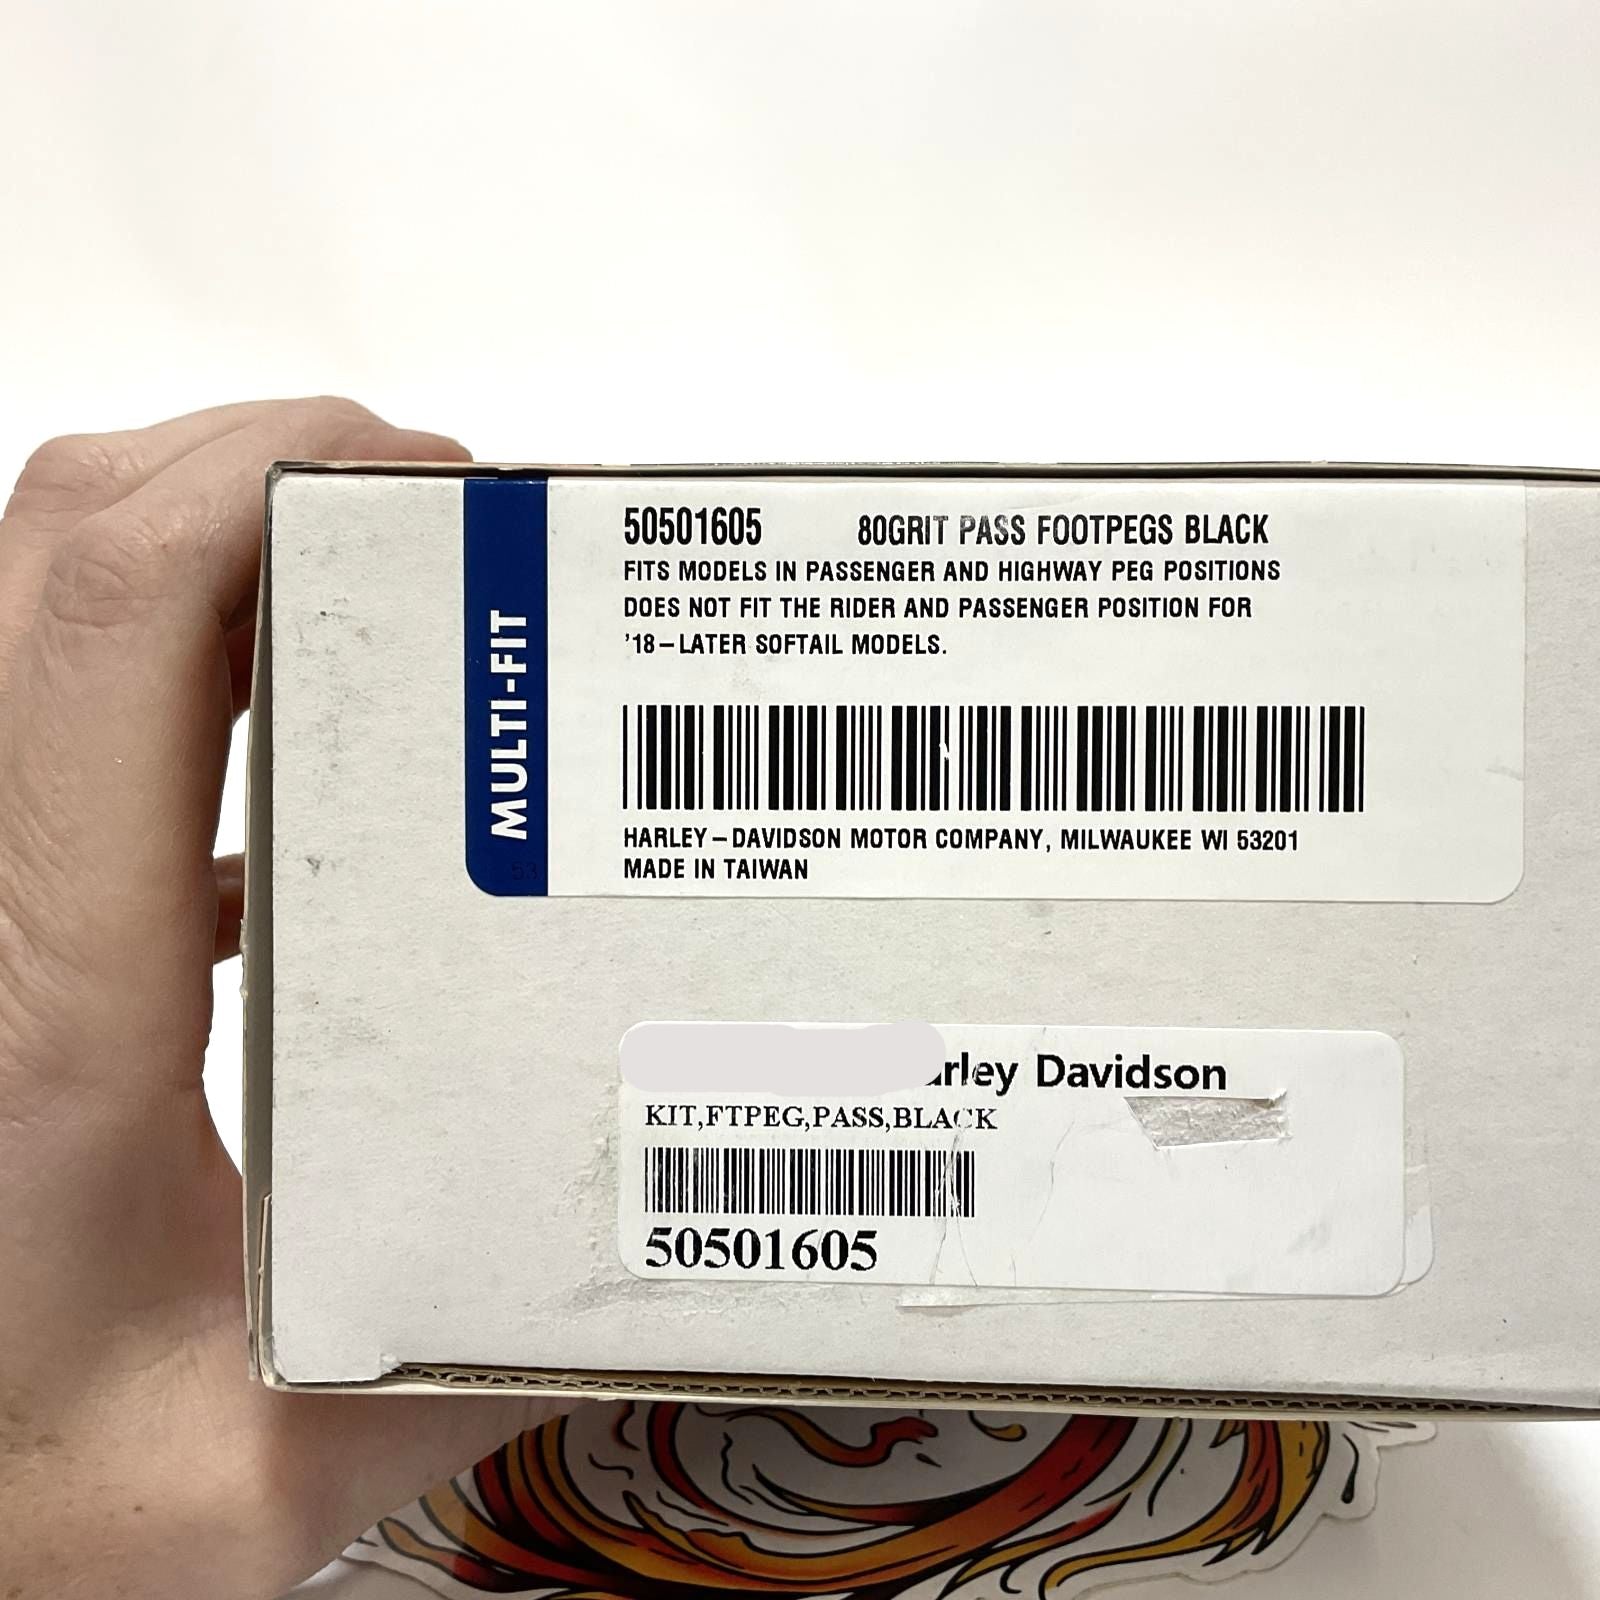 MULTI-FIT
53
50501605 80GRIT PASS FOOTPEGS BLACK
FITS MODELS IN PASSENGER AND HIGHWAY PEG POSITIONS
DOES NOT FIT THE RIDER AND PASSENGER POSITION FOR
'18–LATER SOFTAIL MODELS.
HARLEY–DAVIDSON MOTOR COMPANY, MILWAUKEE WI 53201
MADE IN TAIWAN
arley Davidson
KIT,FTPEG,PASS,BLACK
50501605